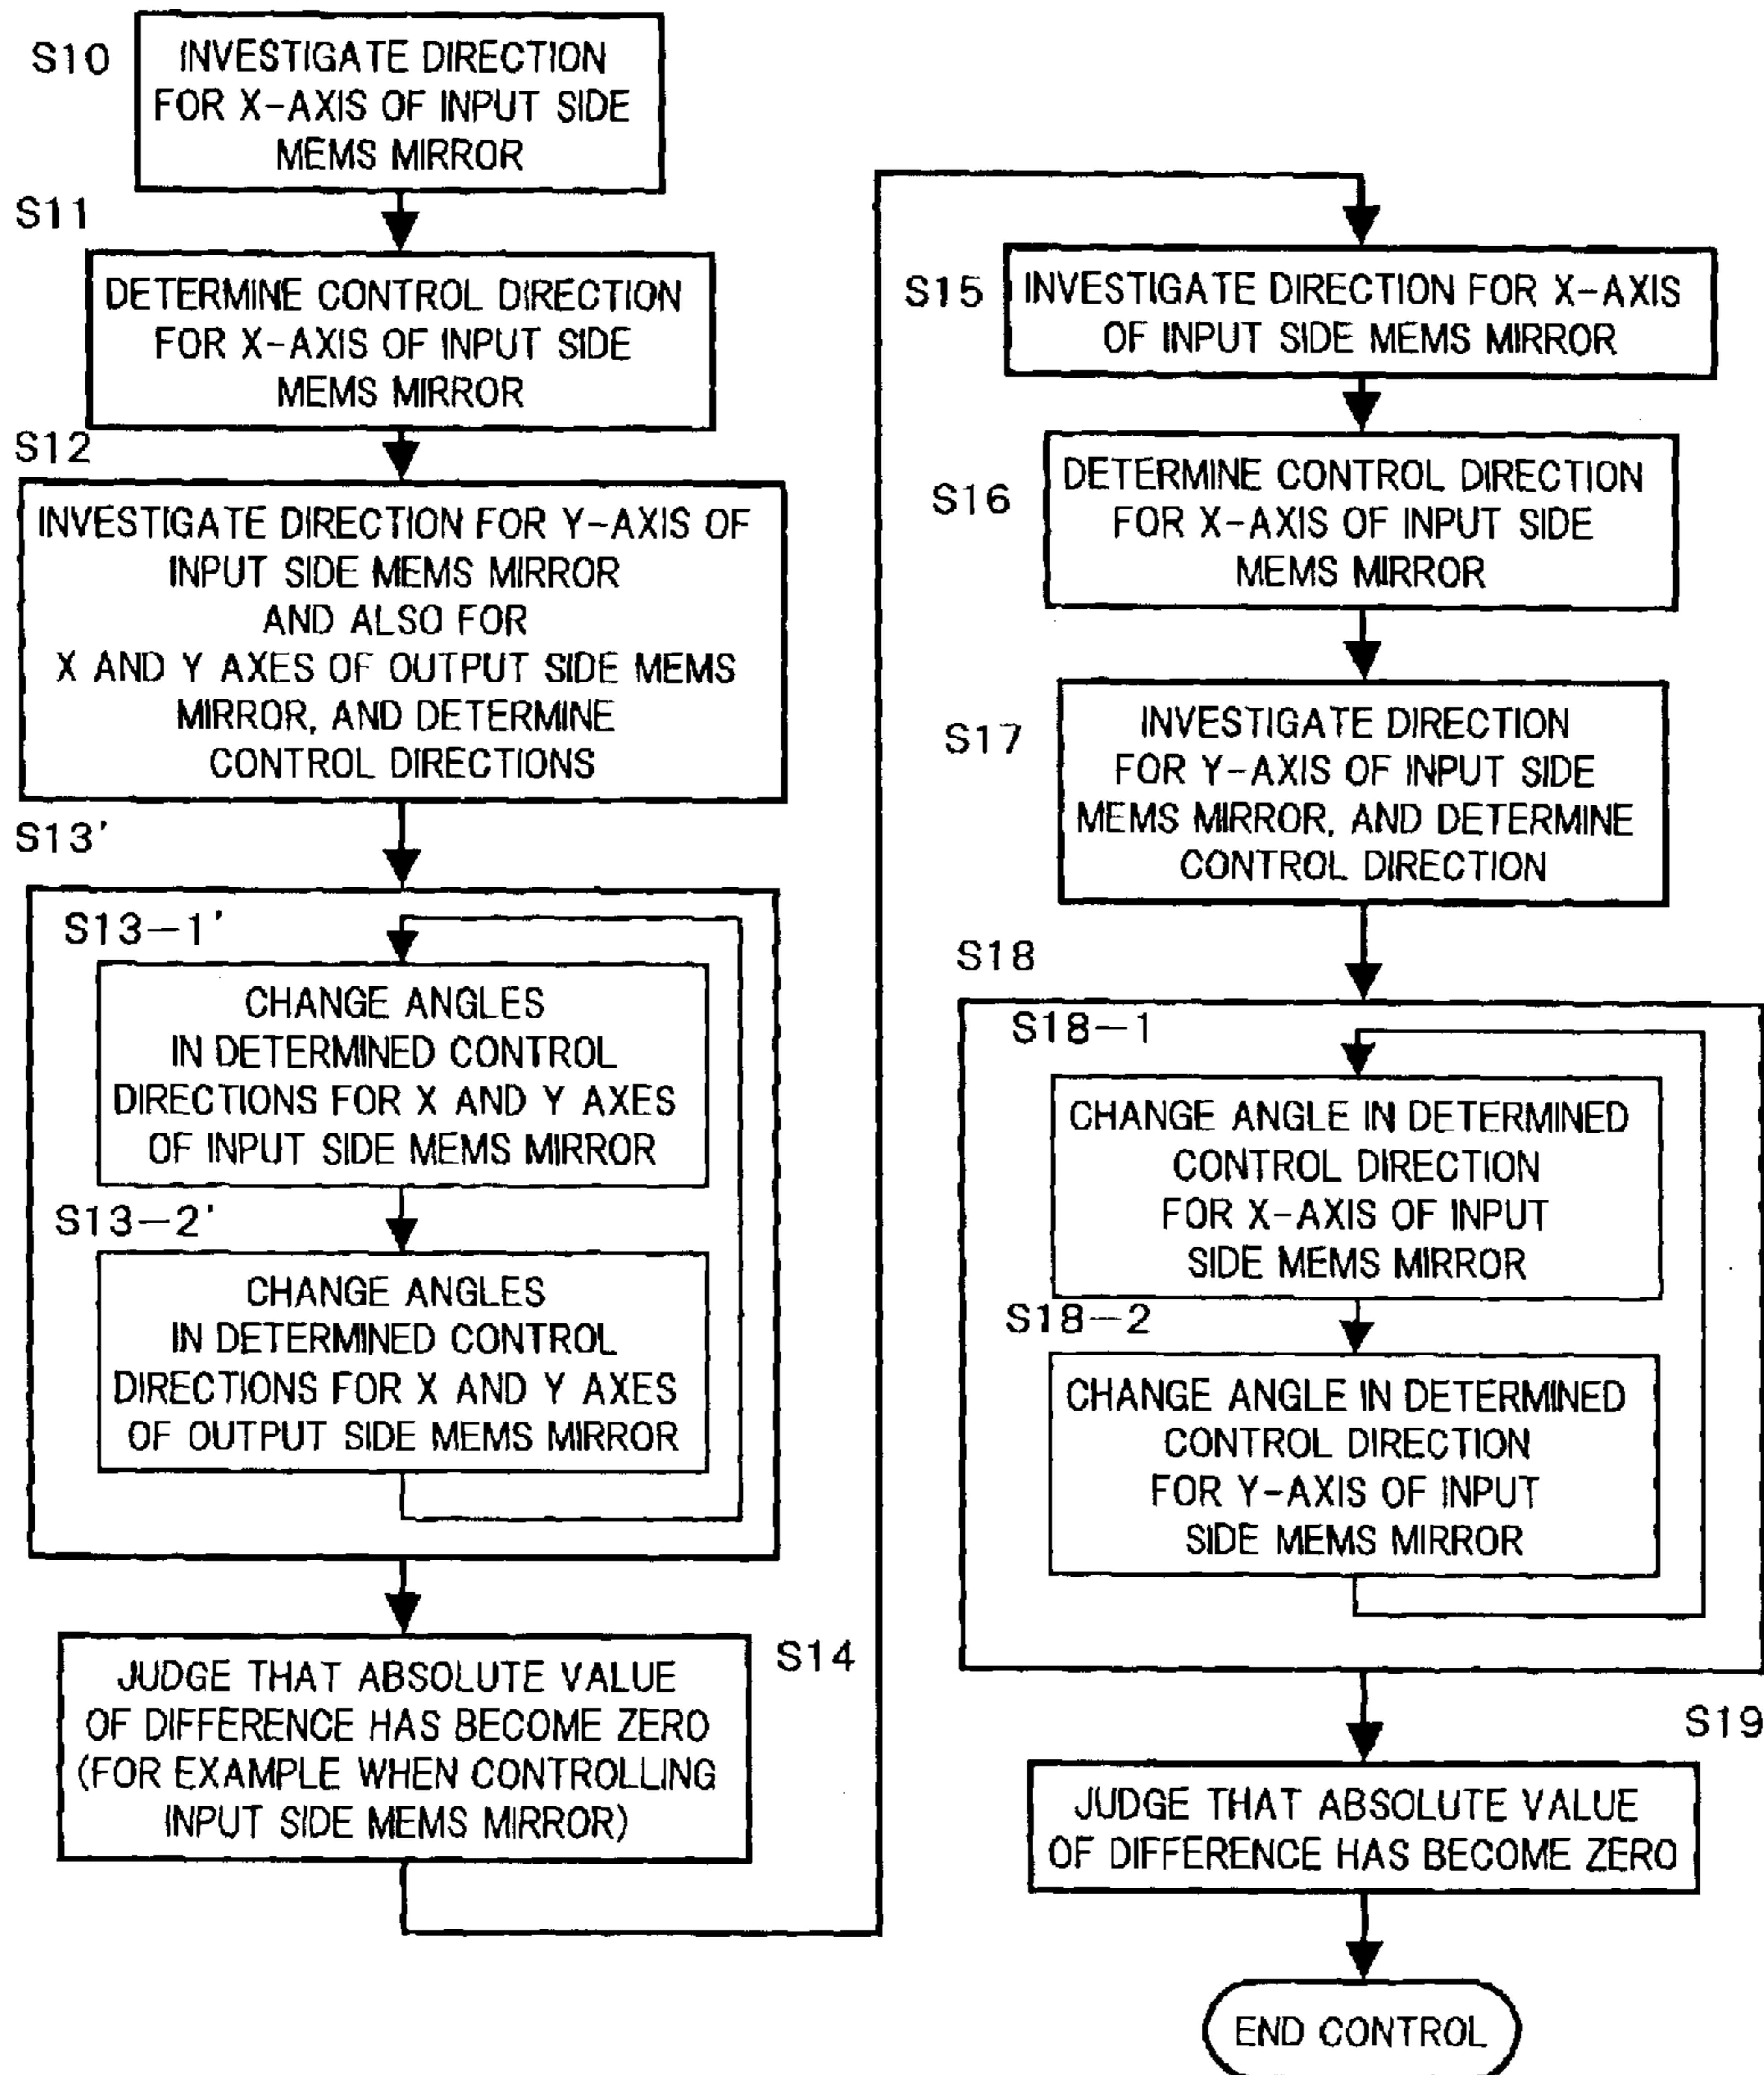 S10
INVESTIGATE DIRECTION
FOR X-AXIS OF INPUT SIDE
MEMS MIRROR
S11
DETERMINE CONTROL DIRECTION
FOR X-AXIS OF INPUT SIDE
MEMS MIRROR
S12
INVESTIGATE DIRECTION FOR Y-AXIS OF
INPUT SIDE MEMS MIRROR
AND ALSO FOR
X AND Y AXES OF OUTPUT SIDE MEMS
MIRROR, AND DETERMINE
CONTROL DIRECTIONS
S13'
S13-1'
CHANGE ANGLES
IN DETERMINED CONTROL
DIRECTIONS FOR X AND Y AXES
OF INPUT SIDE MEMS MIRROR
S13-2'
CHANGE ANGLES
IN DETERMINED CONTROL
DIRECTIONS FOR X AND Y AXES
OF OUTPUT SIDE MEMS MIRROR
S14
JUDGE THAT ABSOLUTE VALUE
OF DIFFERENCE HAS BECOME ZERO
(FOR EXAMPLE WHEN CONTROLLING
INPUT SIDE MEMS MIRROR)
S15
INVESTIGATE DIRECTION FOR X-AXIS
OF INPUT SIDE MEMS MIRROR
S16
DETERMINE CONTROL DIRECTION
FOR X-AXIS OF INPUT SIDE
MEMS MIRROR
S17
INVESTIGATE DIRECTION
FOR Y-AXIS OF INPUT SIDE
MEMS MIRROR, AND DETERMINE
CONTROL DIRECTION
S18
S18-1
CHANGE ANGLE IN DETERMINED
CONTROL DIRECTION
FOR X-AXIS OF INPUT
SIDE MEMS MIRROR
S18-2
CHANGE ANGLE IN DETERMINED
CONTROL DIRECTION
FOR Y-AXIS OF INPUT
SIDE MEMS MIRROR
S19
JUDGE THAT ABSOLUTE VALUE
OF DIFFERENCE HAS BECOME ZERO
END CONTROL